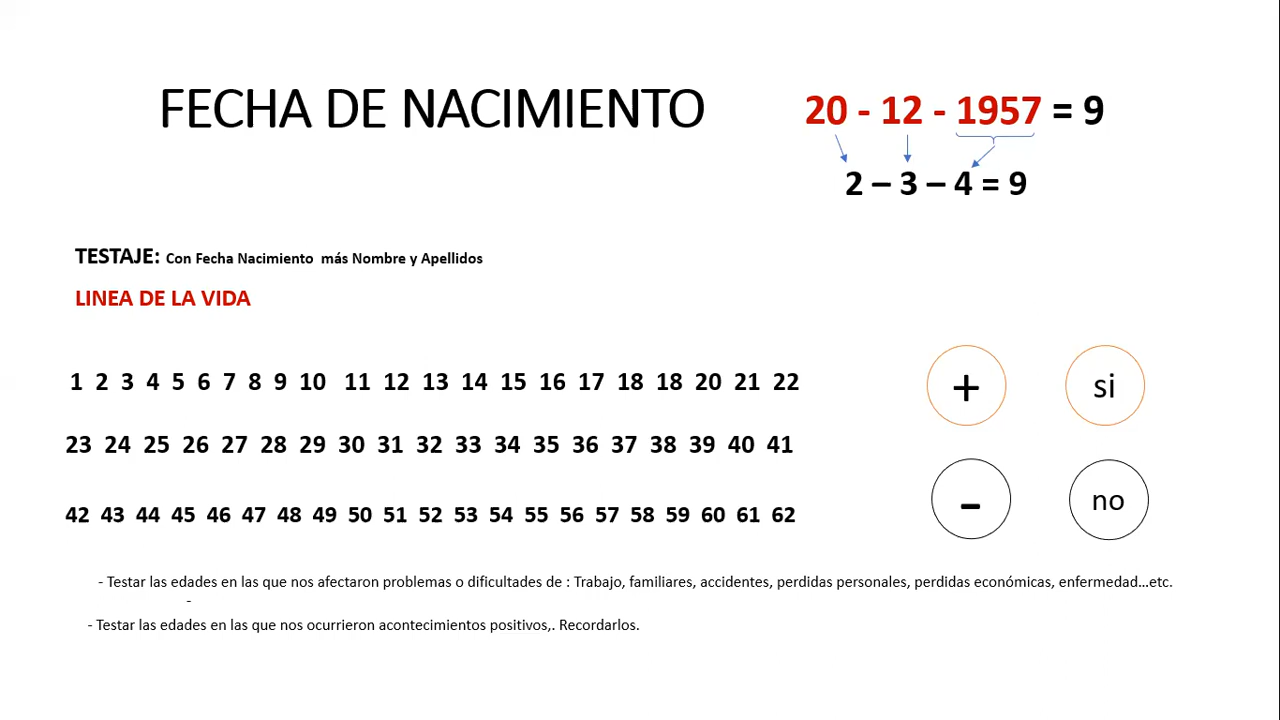 FECHA DE NACIMIENTO
20 - 12 - 1957 = 9
2 – 3 – 4 = 9
TESTAJE: Con Fecha Nacimiento más Nombre y Apellidos
LINEA DE LA VIDA
1 2 3 4 5 6 7 8 9 10 11 12 13 14 15 16 17 18 18 20 21 22
+ si
23 24 25 26 27 28 29 30 31 32 33 34 35 36 37 38 39 40 41
42 43 44 45 46 47 48 49 50 51 52 53 54 55 56 57 58 59 60 61 62
- no
- Testar las edades en las que nos afectaron problemas o dificultades de : Trabajo, familiares, accidentes, perdidas personales, perdidas económicas, enfermedad...etc.
-
- Testar las edades en las que nos ocurrieron acontecimientos positivos,. Recordarlos.